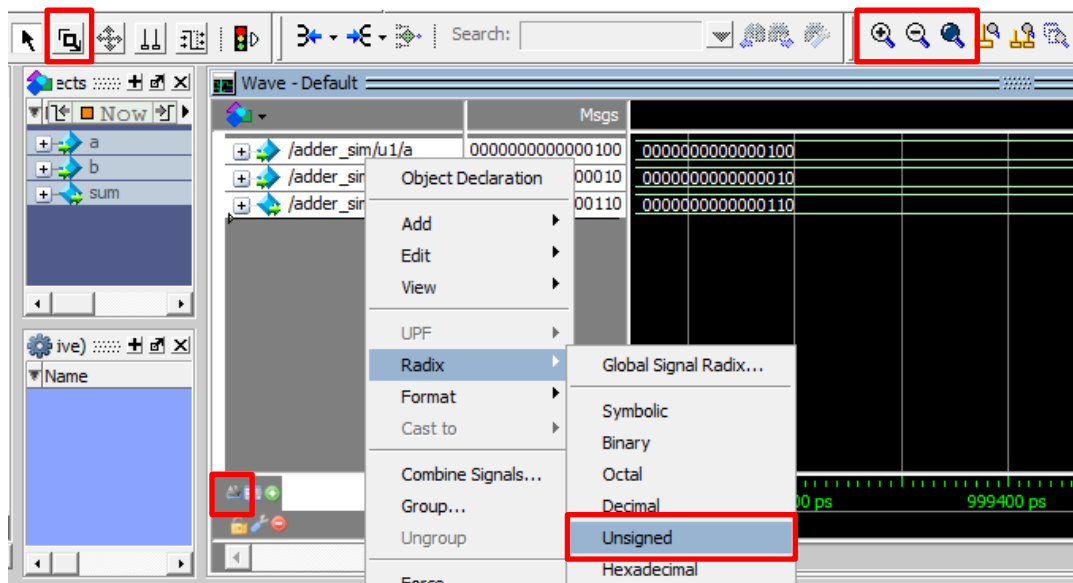 Search:
ects
Wave - Default
Now
Msgs
a
b
sum
/adder_sim/u1/a 0000000000000100 0000000000000100
/adder_sir 00010 0000000000000010
/adder_sir 00110 0000000000000110
Object Declaration
Add
Edit
View
UPF
Radix
Format
Cast to
Combine Signals...
Group...
Ungroup
Global Signal Radix...
Symbolic
Binary
Octal
Decimal
Unsigned
Hexadecimal
ive)
Name
00 ps 999400 ps